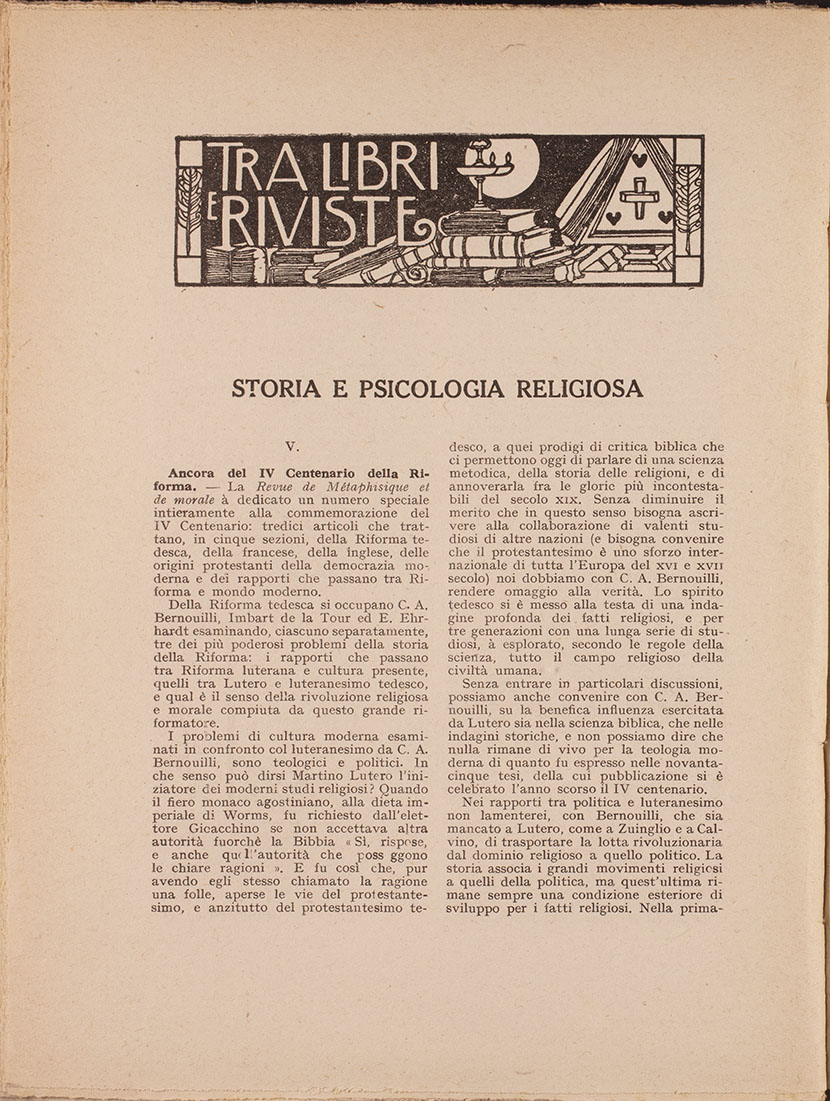 TRA LIBRI
E RIVISTE
STORIA E PSICOLOGIA RELIGIOSA
V.
Ancora del IV Centenario della Ri-
forma. — La Revue de Métaphisique et
de morale à dedicato un numero speciale
intieramente alla commemorazione del
IV Centenario: tredici articoli che trat-
tano, in cinque sezioni, della Riforma te-
desca, della francese, della inglese, delle
origini protestanti della democrazia mo-
derna e dei rapporti che passano tra Ri-
forma e mondo moderno.
Della Riforma tedesca si occupano C. A.
Bernouilli, Imbart de la Tour ed E. Ehr-
hardt esaminando, ciascuno separatamente,
tre dei più poderosi problemi della storia
della Riforma: i rapporti che passano
tra Riforma luterana e cultura presente,
quelli tra Lutero e luteranesimo tedesco,
e qual è il senso della rivoluzione religiosa
e morale compiuta da questo grande ri-
formatore.
I problemi di cultura moderna esami-
nati in confronto col luteranesimo da C. A.
Bernouilli, sono teologici e politici. In
che senso può dirsi Martino Lutero l'ini-
ziatore dei moderni studi religiosi? Quando
il fiero monaco agostiniano, alla dieta im-
periale di Worms, fu richiesto dall'elet-
tore Gioacchino se non accettava altra
autorità fuorchè la Bibbia « Sì, rispose,
e anche quell'autorità che poss ggono
le chiare ragioni ». E fu così che, pur
avendo egli stesso chiamato la ragione
una folle, aperse le vie del protestante-
simo, e anzitutto del protestantesimo te-
desco, a quei prodigi di critica biblica che
ci permettono oggi di parlare di una scienza
metodica, della storia delle religioni, e di
annoverarla fra le glorie più incontesta-
bili del secolo XIX. Senza diminuire il
merito che in questo senso bisogna ascri-
vere alla collaborazione di valenti stu-
diosi di altre nazioni (e bisogna convenire
che il protestantesimo è uno sforzo inter-
nazionale di tutta l'Europa del XVI e XVII
secolo) noi dobbiamo con C. A. Bernouilli,
rendere omaggio alla verità. Lo spirito
tedesco si è messo alla testa di una inda-
gine profonda dei fatti religiosi, e per
tre generazioni con una lunga serie di stu-
diosi, à esplorato, secondo le regole della
scienza, tutto il campo religioso della
civiltà umana.
Senza entrare in particolari discussioni,
possiamo anche convenire con C. A. Ber-
nouilli, su la benefica influenza esercitata
da Lutero sia nella scienza biblica, che nelle
indagini storiche, e non possiamo dire che
nulla rimane di vivo per la teologia mo-
derna di quanto fu espresso nelle novanta-
cinque tesi, della cui pubblicazione si è
celebrato l'anno scorso il IV centenario.
Nei rapporti tra politica e luteranesimo
non lamenterei, con Bernouilli, che sia
mancato a Lutero, come a Zuinglio e a Cal-
vino, di trasportare la lotta rivoluzionaria
dal dominio religioso a quello politico. La
storia associa i grandi movimenti religiosi
a quelli della politica, ma quest'ultima ri-
mane sempre una condizione esteriore di
sviluppo per i fatti religiosi. Nella prima-